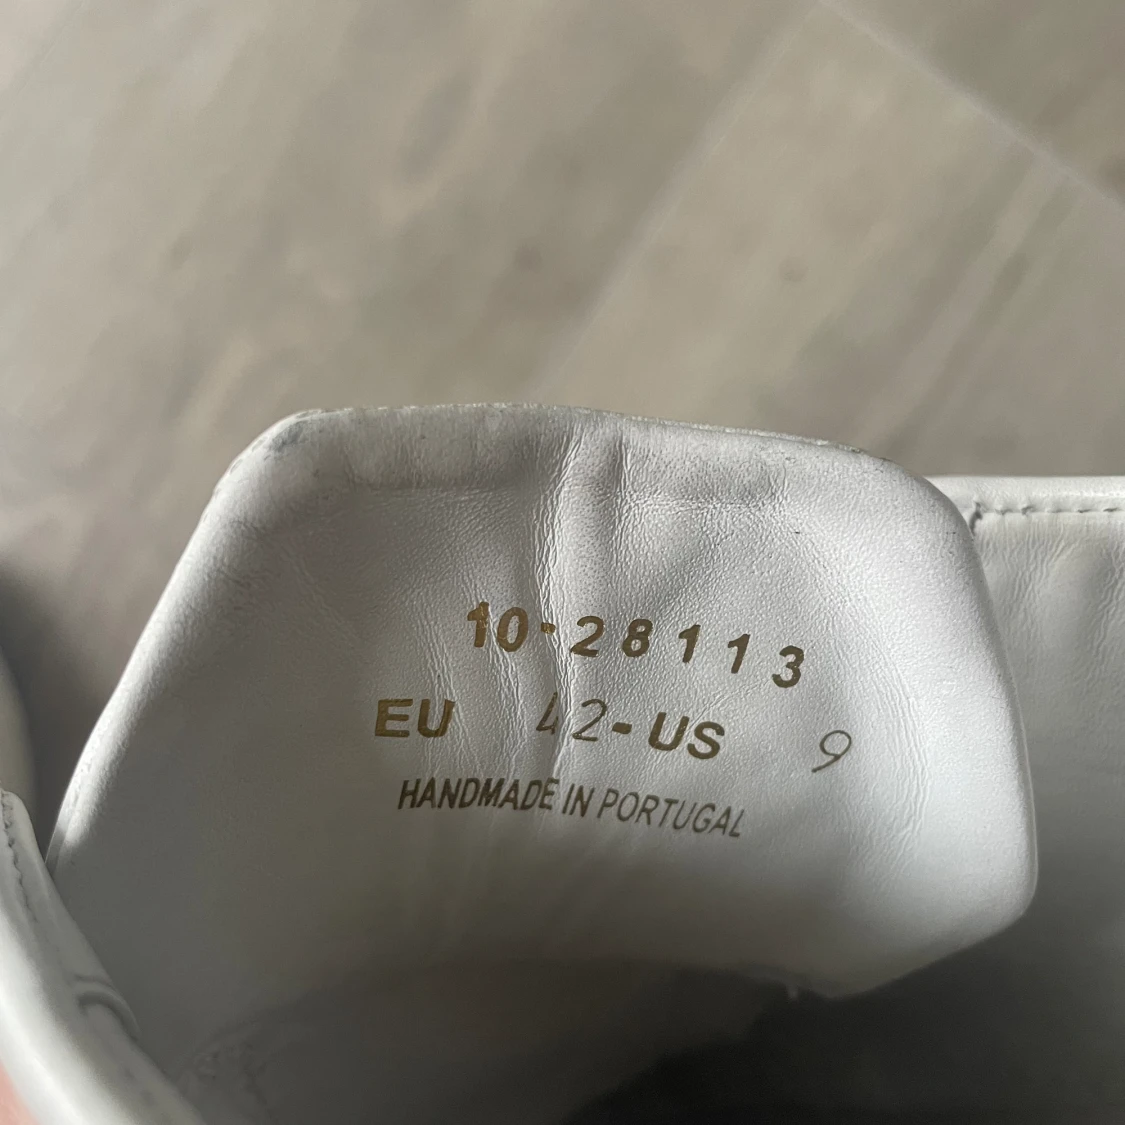 10-28113
EU 42-US 9
HANDMADE IN PORTUGAL